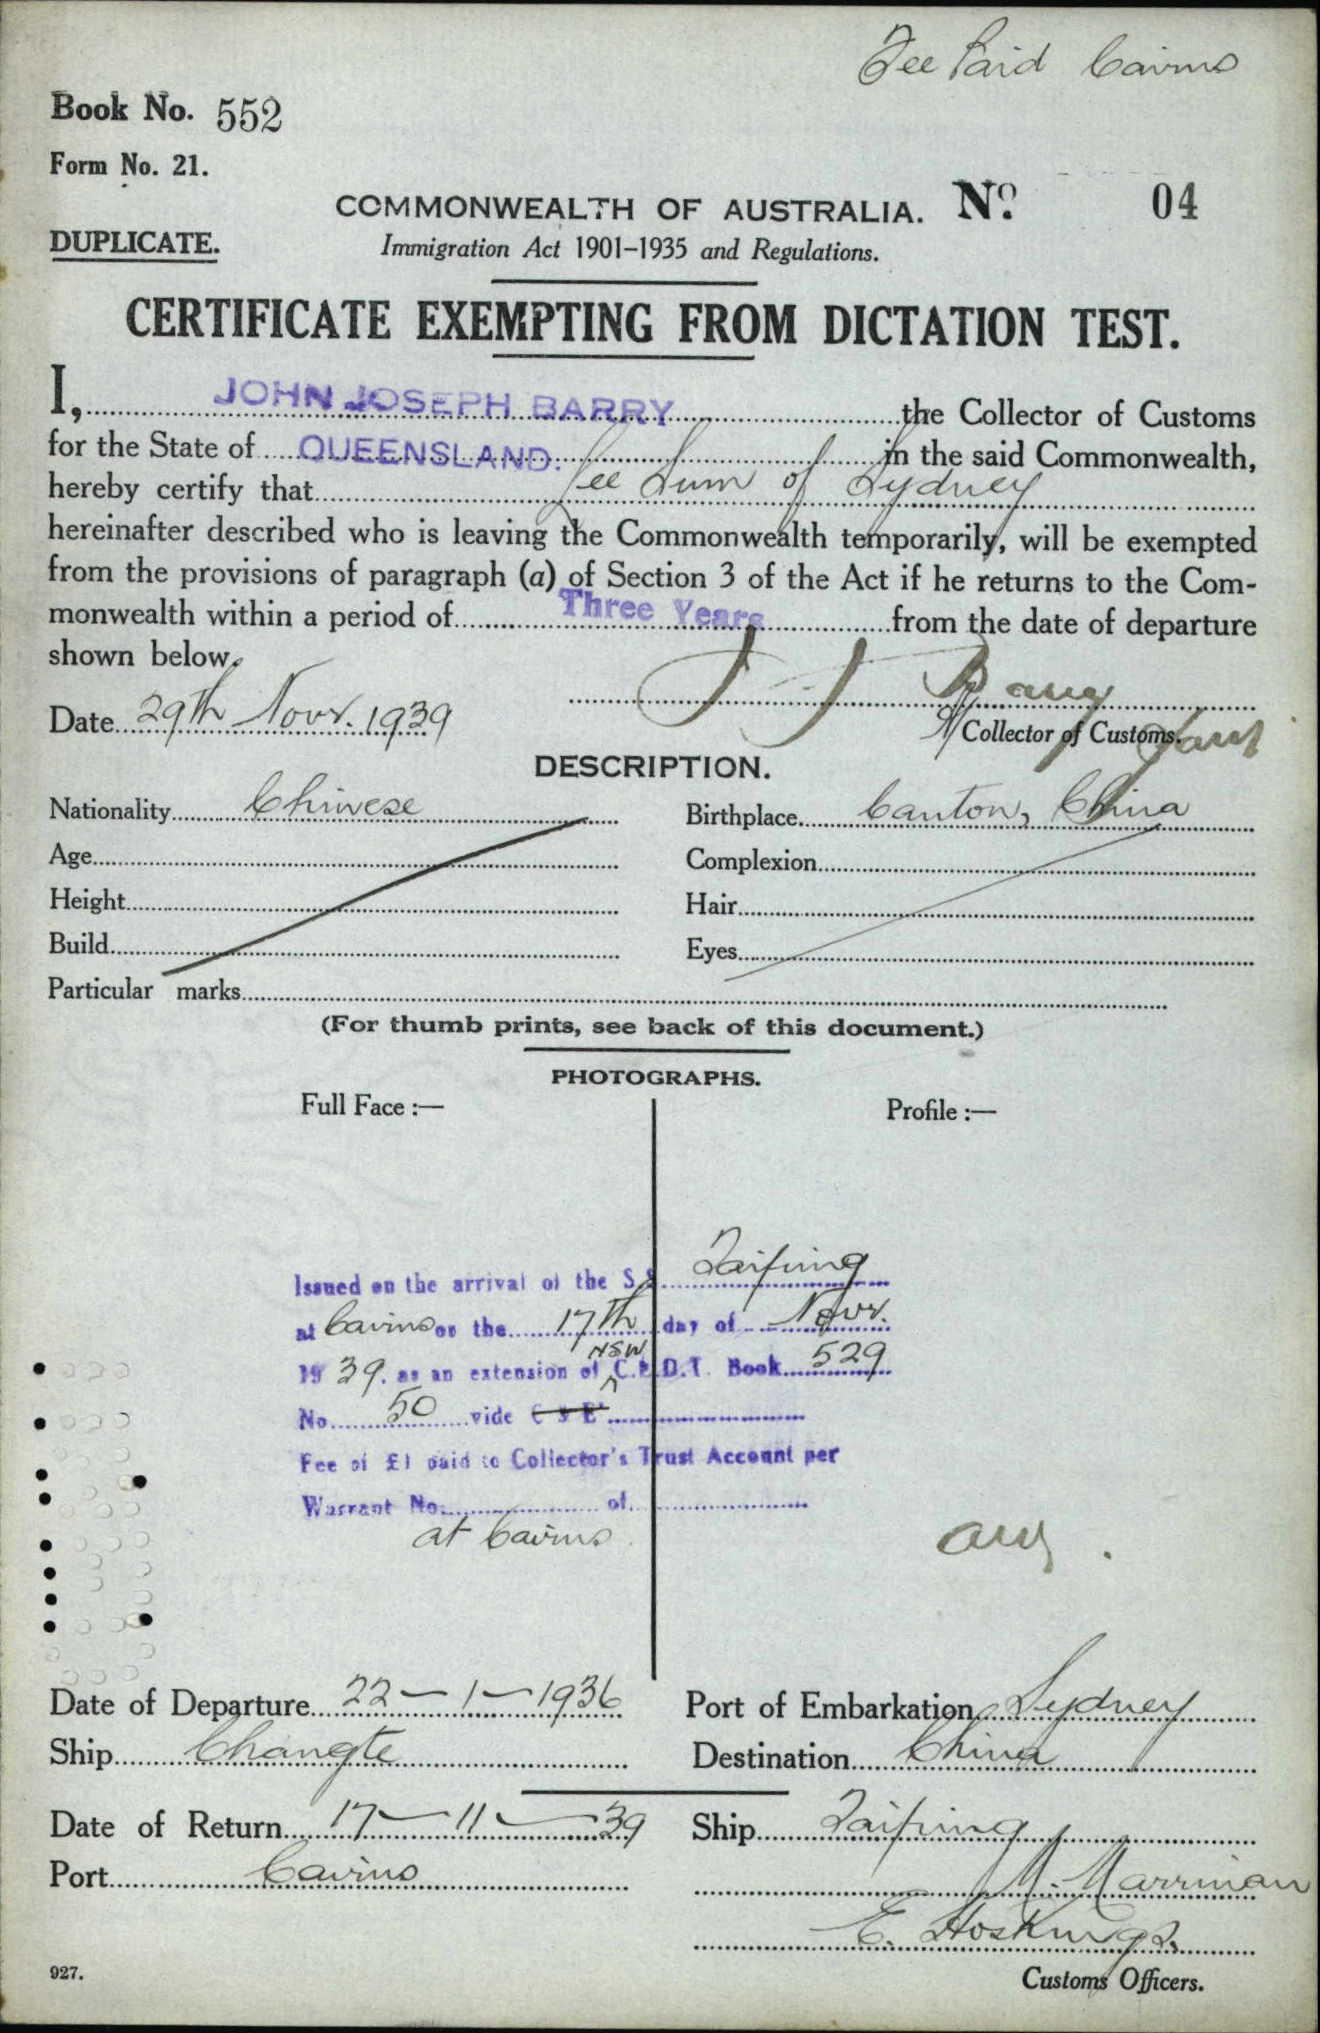 Fee Paid Cairns
Book No. 552
Form No. 21.
COMMONWEALTH OF AUSTRALIA. No. 04
DUPLICATE.
Immigration Act 1901–1935 and Regulations.
CERTIFICATE EXEMPTING FROM DICTATION TEST.
I, JOHN JOSEPH BARRY the Collector of Customs
for the State of QUEENSLAND. in the said Commonwealth,
hereby certify that Lee Sum of Sydney
hereinafter described who is leaving the Commonwealth temporarily, will be exempted
from the provisions of paragraph (a) of Section 3 of the Act if he returns to the Com-
monwealth within a period of Three Years from the date of departure
shown below.
J J Barry
Date 29th Novr. 1939
Collector of Customs.
DESCRIPTION.
Nationality Chinese Birthplace Canton, China
Age Complexion
Height Hair
Build Eyes
Particular marks
(For thumb prints, see back of this document.)
PHOTOGRAPHS.
Full Face :— Profile :—
Issued on the arrival of the S.S. Taiping
at Cairns on the 17th day of Novr.
1939. as an extension of NSW C.E.D.T. Book 529
No. 50 vide C & E
Fee of £1 paid to Collector's Trust Account per
Warrant No. of
at Cairns
Date of Departure 22—1—1936 Port of Embarkation Sydney
Ship Changte Destination China
Date of Return 17—11—39 Ship Taiping
Port Cairns
M. Marriman
E. Hoskings.
927.
Customs Officers.